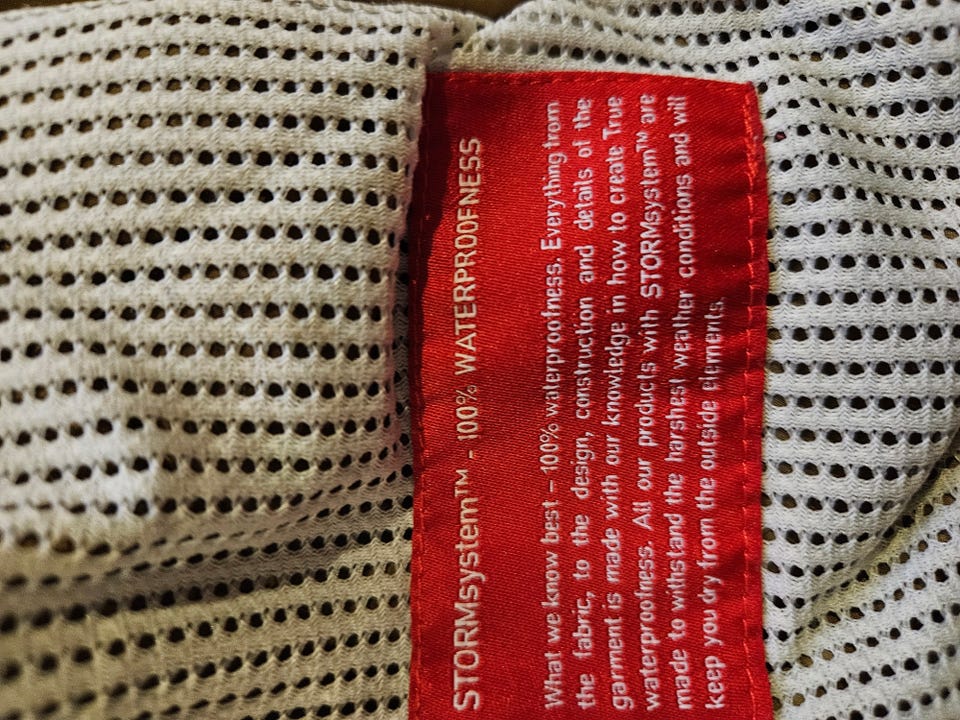 STORMsystem™ - 100% WATERPROOFNESS
What we know best – 100% waterproofness. Everything from
the fabric, to the design, construction and details of the
garment is made with our knowledge in how to create True
waterproofness. All our products with STORMsystem™ are
made to withstand the harshest weather conditions and will
keep you dry from the outside elements.